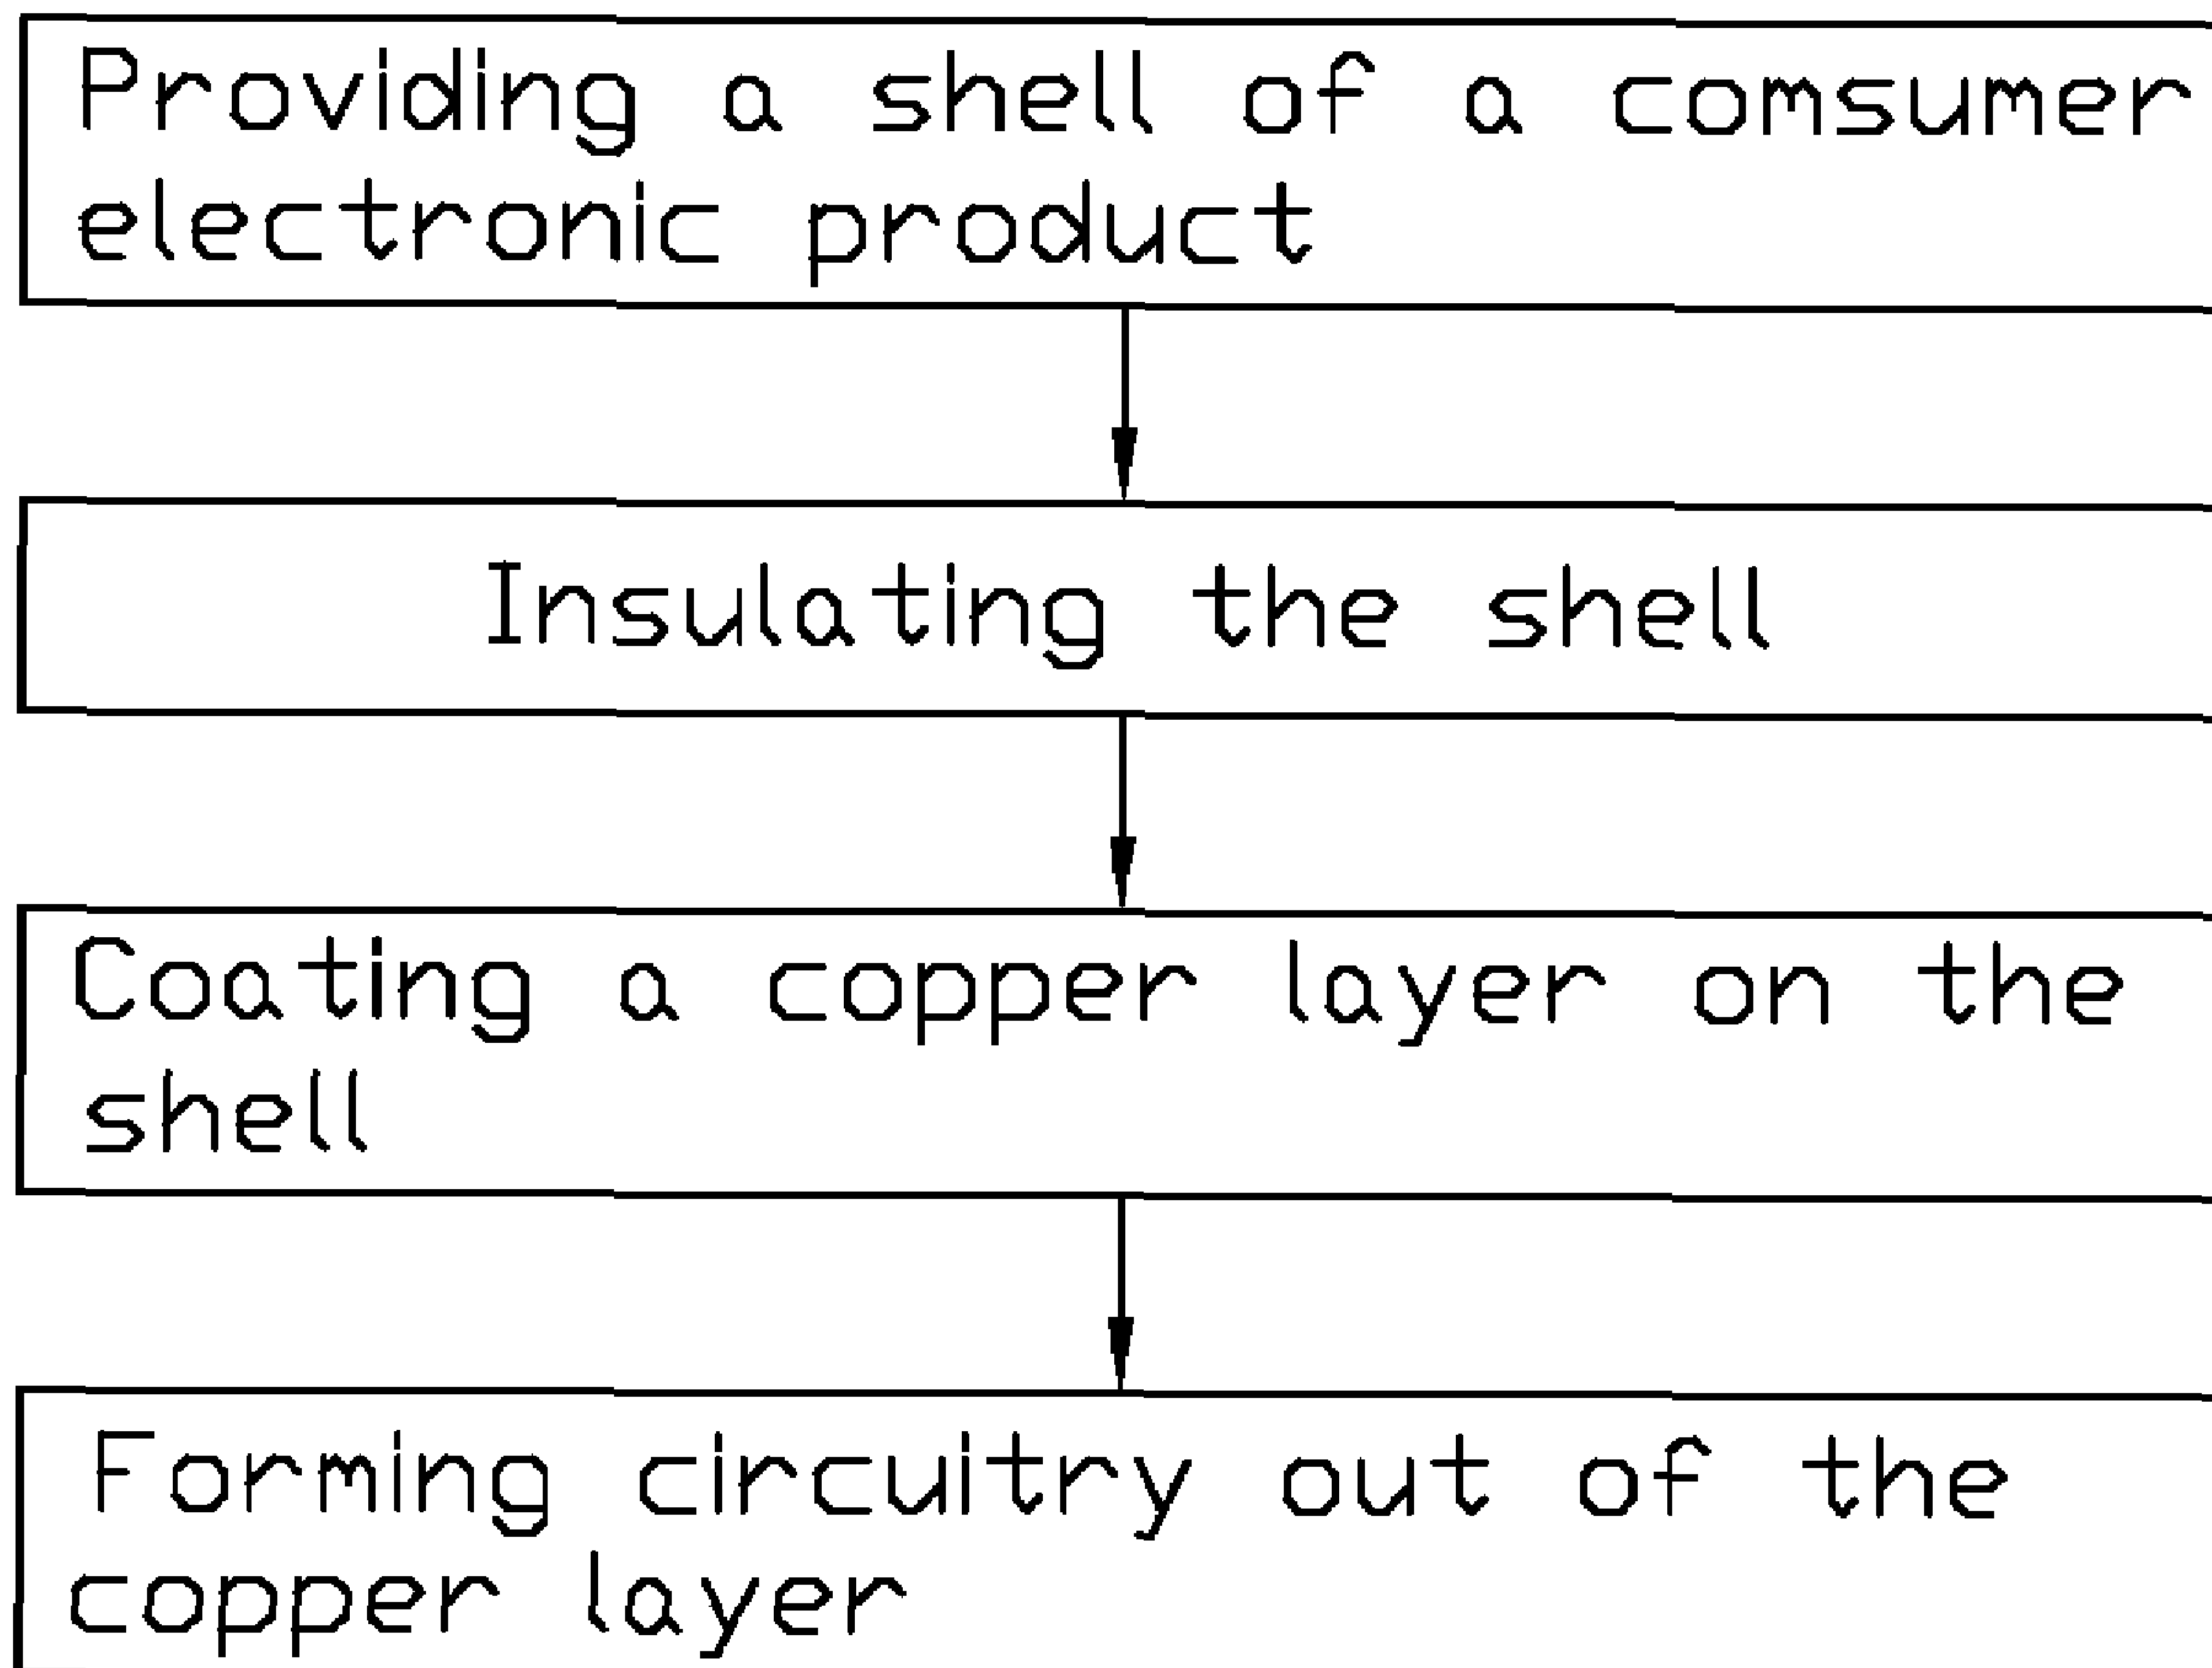 Providing a shell of a comsumer
electronic product
Insulating the shell
Coating a copper layer on the
shell
Forming circuitry out of the
copper layer